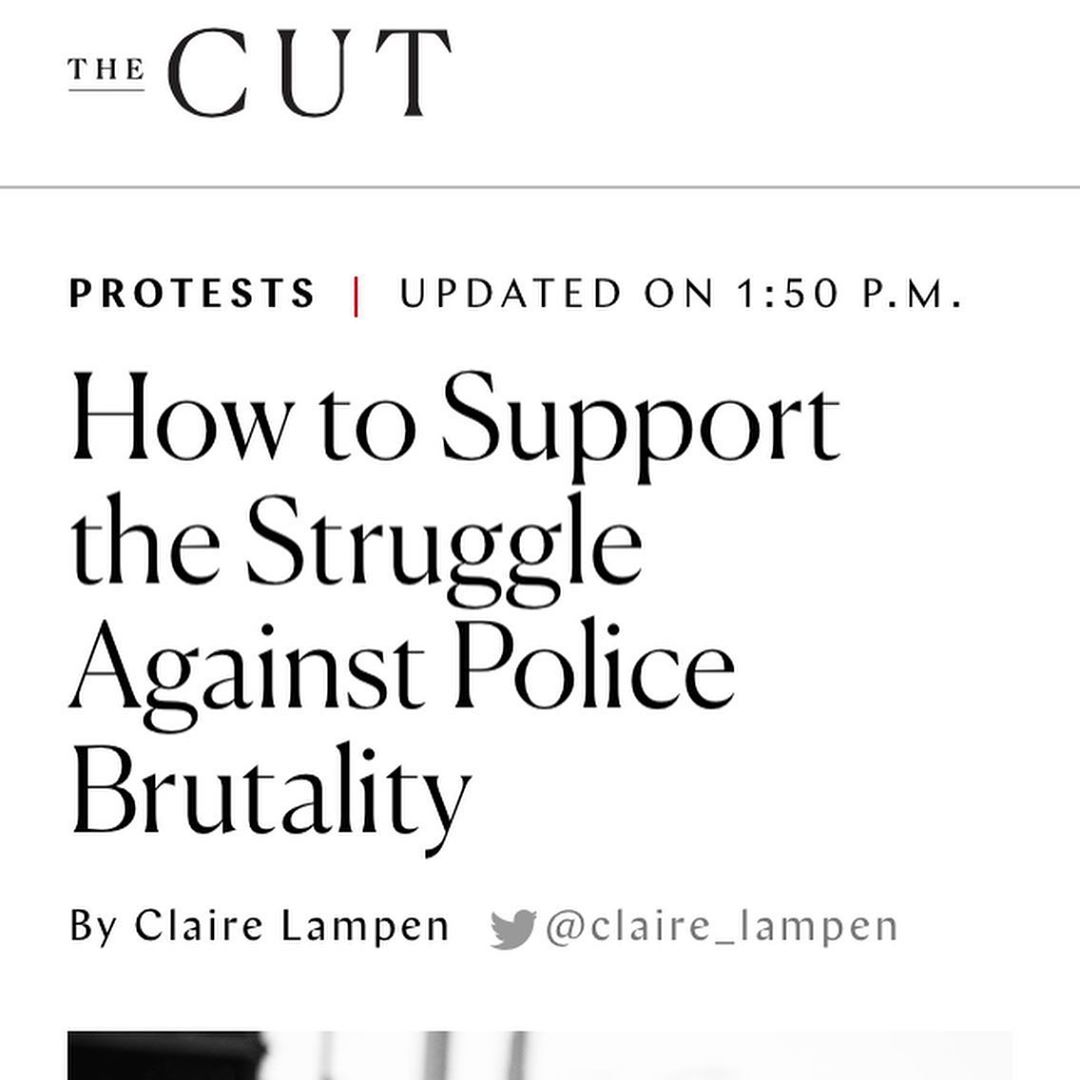 THE CUT
PROTESTS | UPDATED ON 1:50 P.M.
How to Support
the Struggle
Against Police
Brutality
By Claire Lampen @claire_lampen